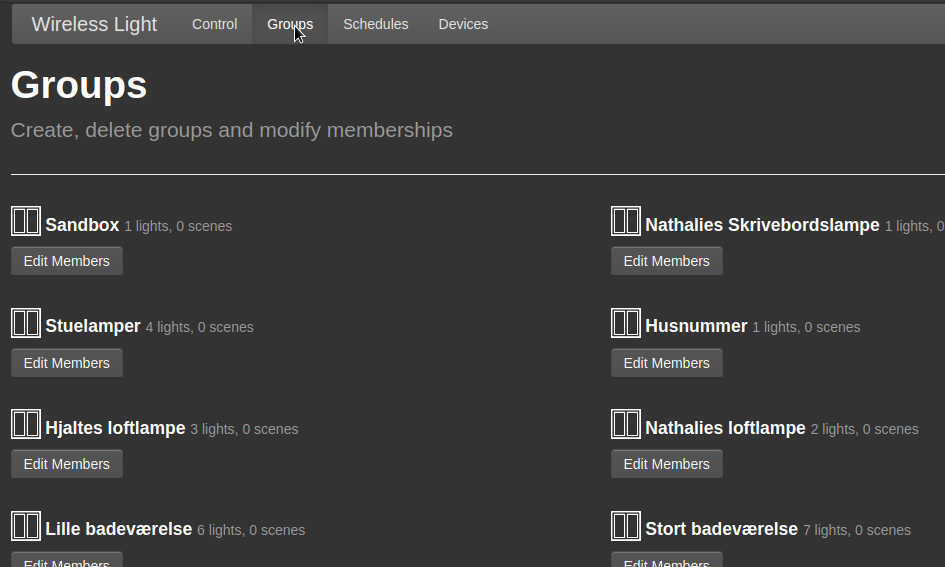 Wireless Light Control Groups Schedules Devices
Groups
Create, delete groups and modify memberships
Sandbox 1 lights, 0 scenes
Edit Members
Nathalies Skrivebordslampe 1 lights, 0
Edit Members
Stuelamper 4 lights, 0 scenes
Edit Members
Husnummer 1 lights, 0 scenes
Edit Members
Hjaltes loftlampe 3 lights, 0 scenes
Edit Members
Nathalies loftlampe 2 lights, 0 scenes
Edit Members
Lille badeværelse 6 lights, 0 scenes
Edit Members
Stort badeværelse 7 lights, 0 scenes
Edit Members